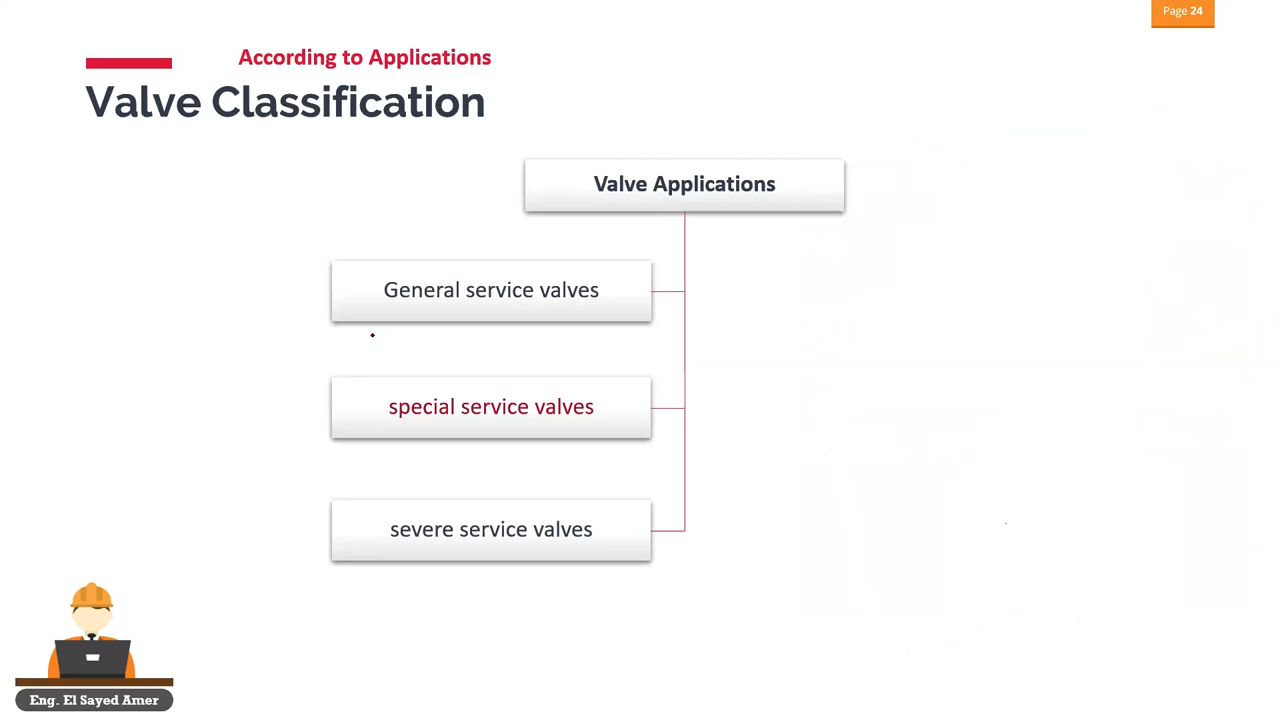 Page 24
According to Applications
Valve Classification
Valve Applications
General service valves
special service valves
severe service valves
Eng. El Sayed Amer